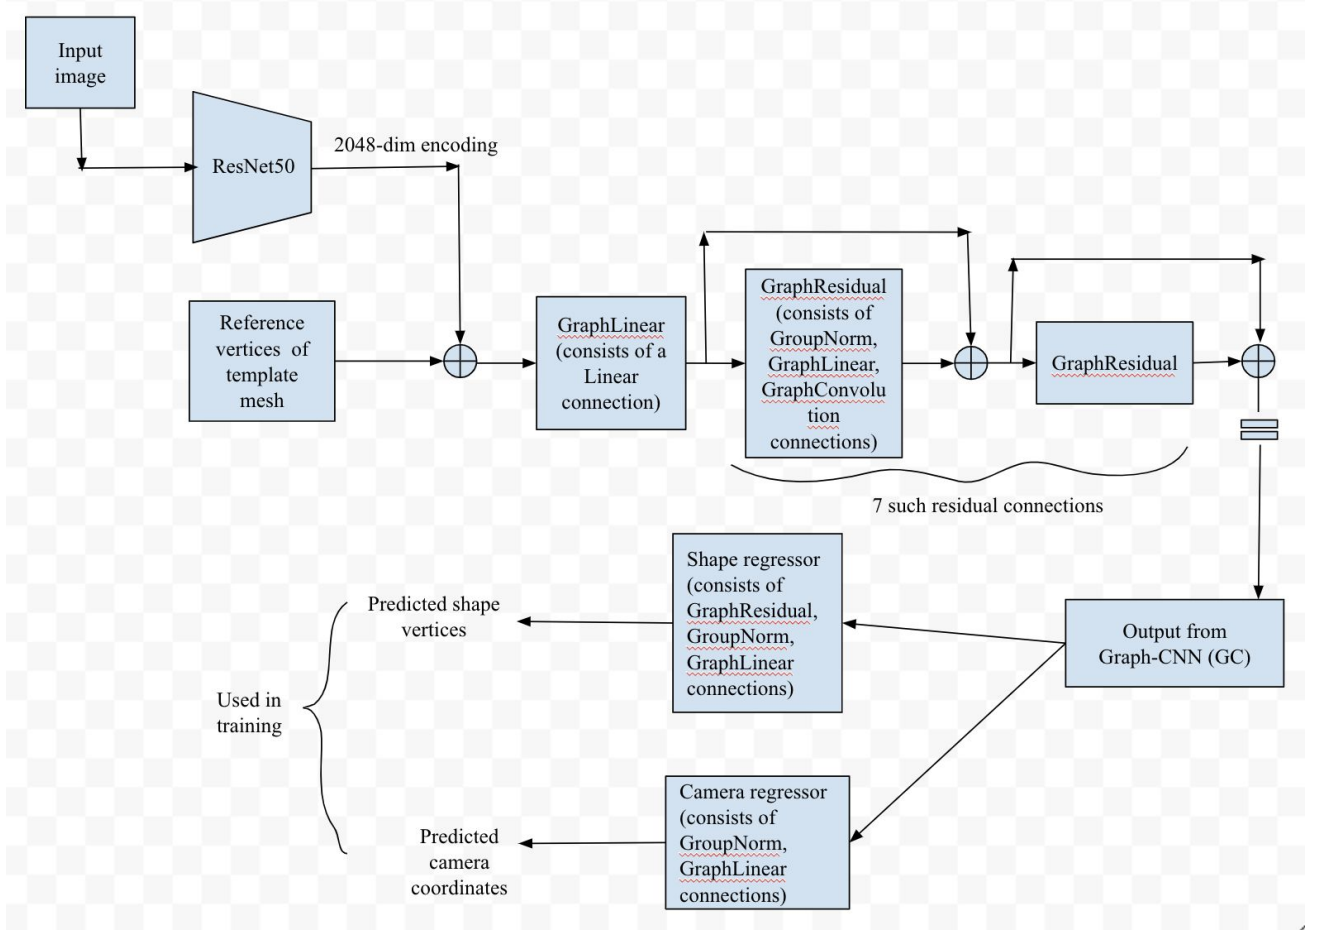 Input
image
ResNet50
2048-dim encoding
Reference
vertices of
template
mesh
GraphLinear
(consists of a
Linear
connection)
GraphResidual
(consists of
GroupNorm,
GraphLinear,
GraphConvolu
tion
connections)
GraphResidual
7 such residual connections
Output from
Graph-CNN (GC)
Shape regressor
(consists of
GraphResidual,
GroupNorm,
GraphLinear
connections)
Predicted shape
vertices
Used in
training
Camera regressor
(consists of
GroupNorm,
GraphLinear
connections)
Predicted
camera
coordinates